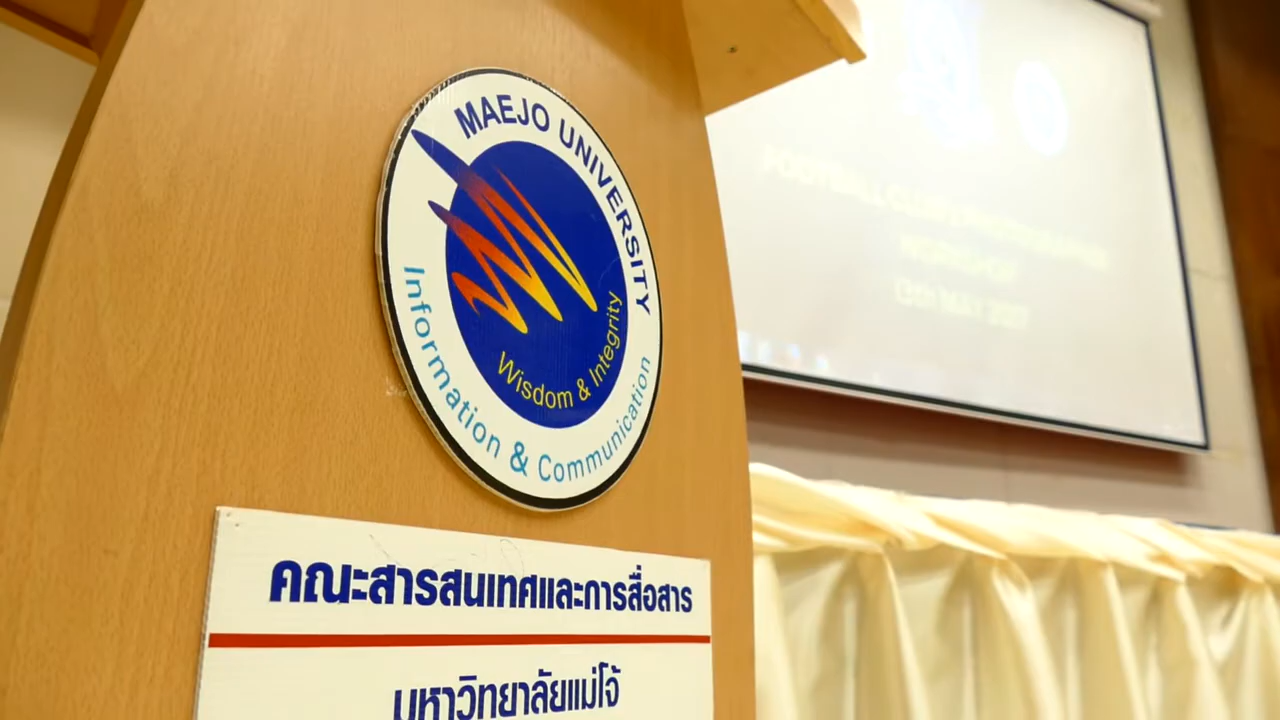 MAEJO UNIVERSITY
Wisdom & Integrity
Information & Communication
คณะสารสนเทศและการสื่อสาร
มหาวิทยาลัยแม่โจ้